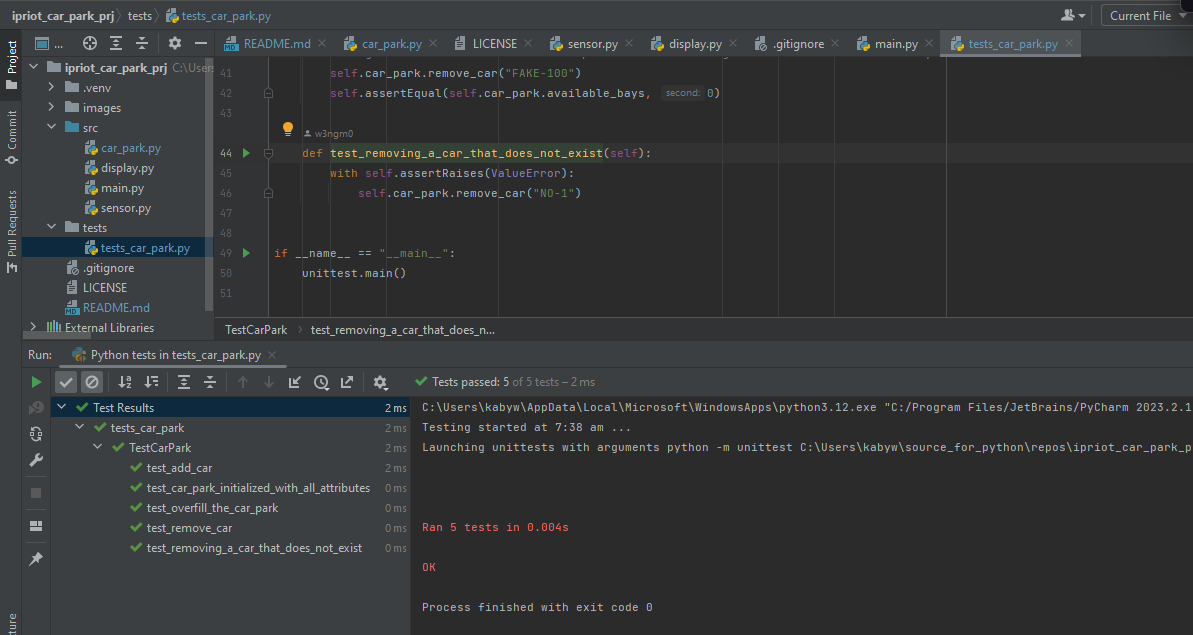 ipriot_car_park_prj
tests
tests_car_park.py
Current File
Project
Commit
Pull Requests
...
README.md
car_park.py
LICENSE
sensor.py
display.py
.gitignore
main.py
tests_car_park.py
ipriot_car_park_prj C:\Users
.venv
images
src
car_park.py
display.py
main.py
sensor.py
tests
tests_car_park.py
.gitignore
LICENSE
README.md
External Libraries
41 self.car_park.remove_car("FAKE-100")
42 self.assertEqual(self.car_park.available_bays, second: 0)
43
w3ngm0
44 def test_removing_a_car_that_does_not_exist(self):
45 with self.assertRaises(ValueError):
46 self.car_park.remove_car("NO-1")
47
48
49 if __name__ == "__main__":
50 unittest.main()
51
TestCarPark
test_removing_a_car_that_does_n...
Run: Python tests in tests_car_park.py
Tests passed: 5 of 5 tests – 2 ms
Test Results 2 ms
tests_car_park 2 ms
TestCarPark 2 ms
test_add_car 2 ms
test_car_park_initialized_with_all_attributes 0 ms
test_overfill_the_car_park 0 ms
test_remove_car 0 ms
test_removing_a_car_that_does_not_exist 0 ms
C:\Users\kabyw\AppData\Local\Microsoft\WindowsApps\python3.12.exe "C:/Program Files/JetBrains/PyCharm 2023.2.1
Testing started at 7:38 am ...
Launching unittests with arguments python -m unittest C:\Users\kabyw\source_for_python\repos\ipriot_car_park_p
Ran 5 tests in 0.004s
OK
Process finished with exit code 0